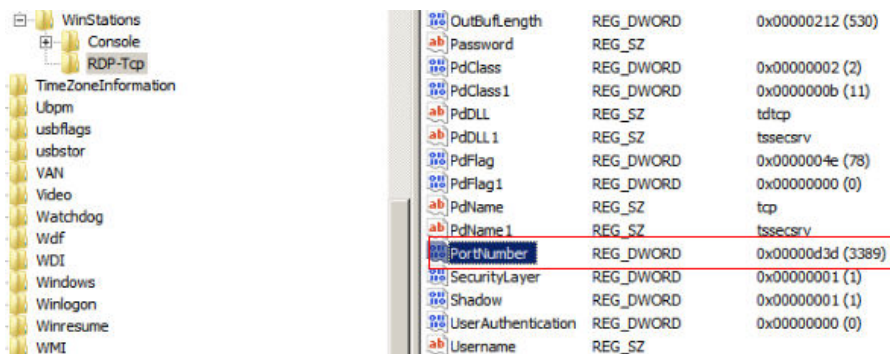 WinStations
Console
RDP-Tcp
TimeZoneInformation
Ubpm
usbflags
usbstor
VAN
Video
Watchdog
Wdf
WDI
Windows
Winlogon
Winresume
WMI
OutBufLength REG_DWORD 0x00000212 (530)
Password REG_SZ
PdClass REG_DWORD 0x00000002 (2)
PdClass1 REG_DWORD 0x0000000b (11)
PdDLL REG_SZ tdtcp
PdDLL1 REG_SZ tssecsrv
PdFlag REG_DWORD 0x0000004e (78)
PdFlag1 REG_DWORD 0x00000000 (0)
PdName REG_SZ tcp
PdName1 REG_SZ tssecsrv
PortNumber REG_DWORD 0x00000d3d (3389)
SecurityLayer REG_DWORD 0x00000001 (1)
Shadow REG_DWORD 0x00000001 (1)
UserAuthentication REG_DWORD 0x00000000 (0)
Username REG_SZ